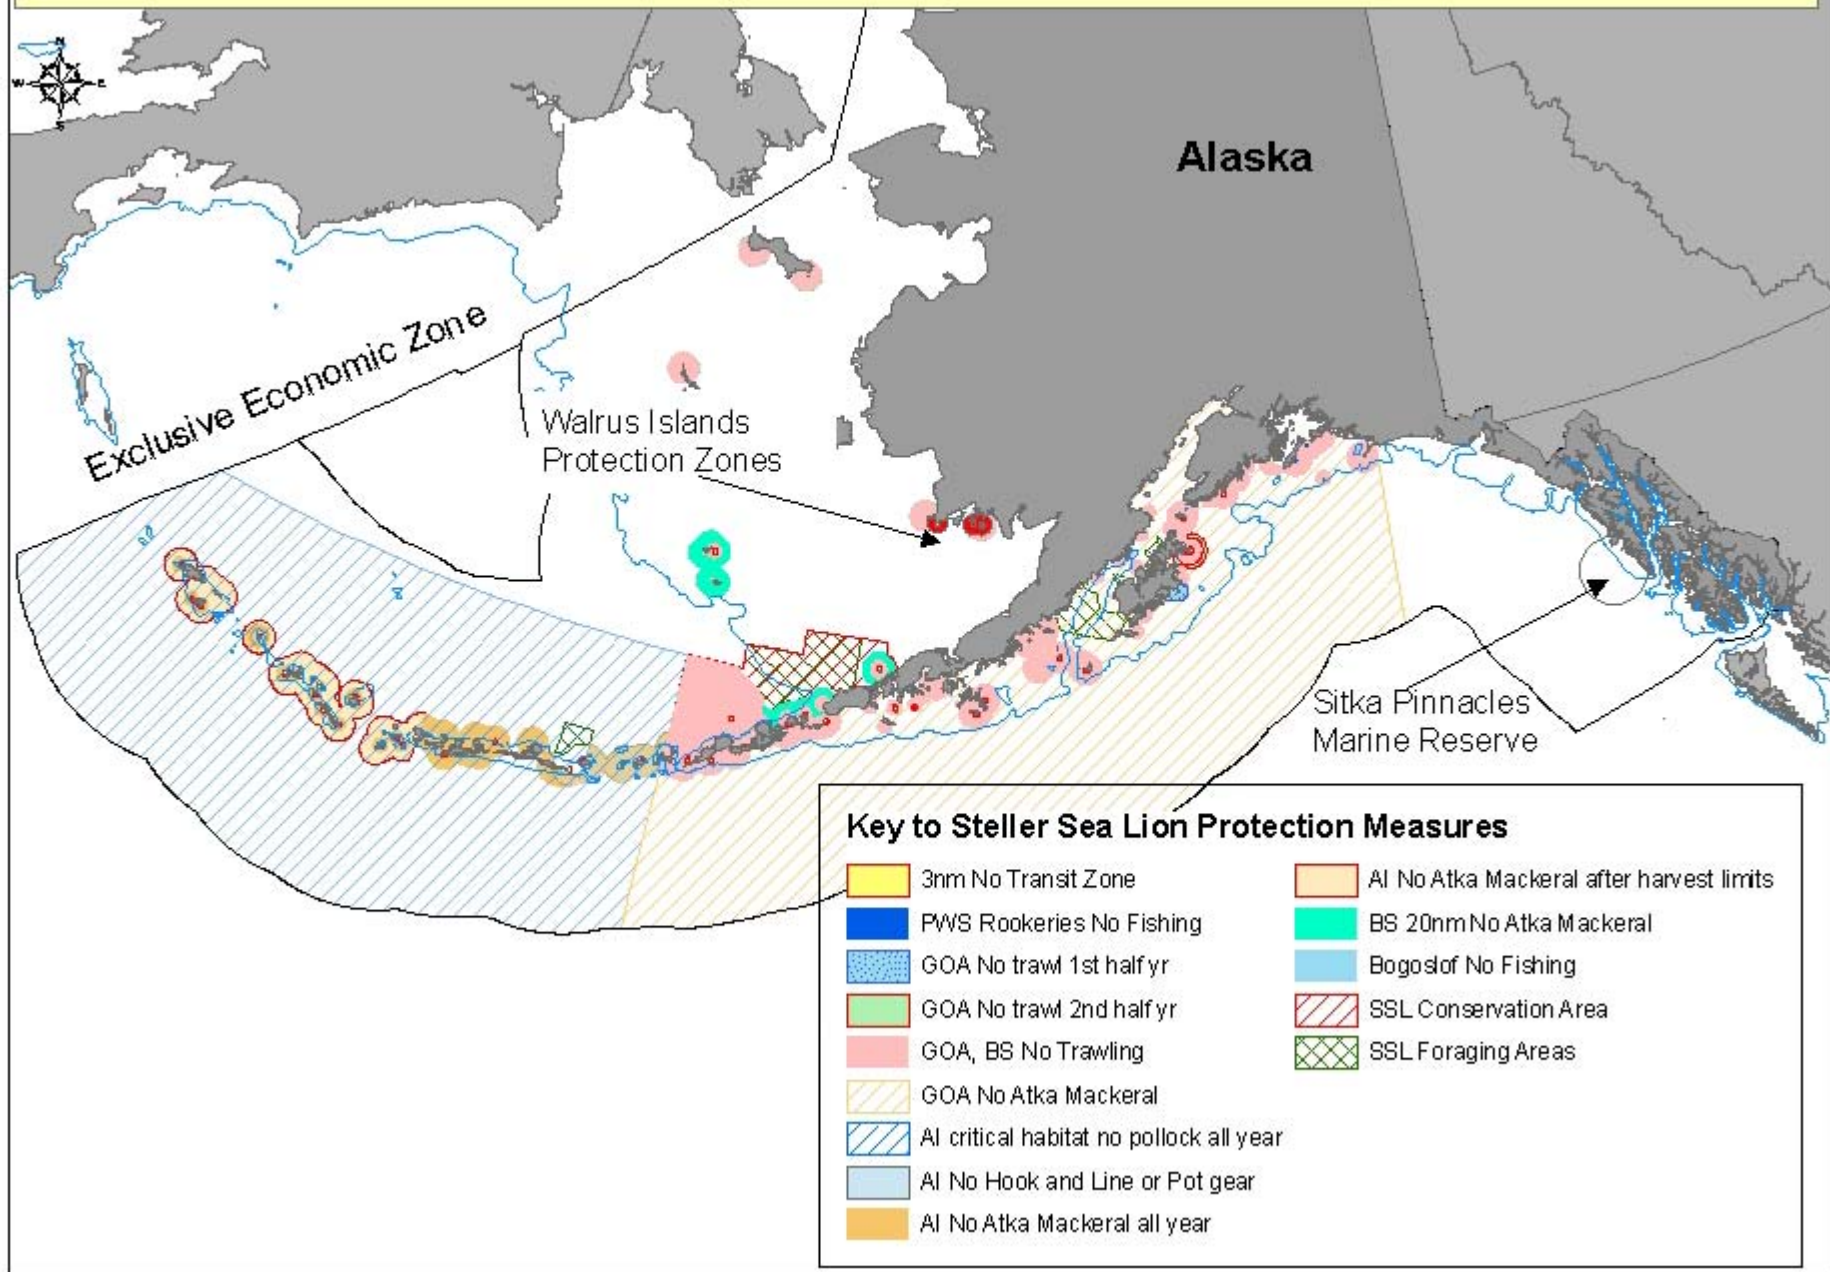 N
W E
S
Alaska
Exclusive Economic Zone
Walrus Islands
Protection Zones
Sitka Pinnacles
Marine Reserve
Key to Steller Sea Lion Protection Measures
3nm No Transit Zone
PWS Rookeries No Fishing
GOA No trawl 1st half yr
GOA No trawl 2nd half yr
GOA, BS No Trawling
GOA No Atka Mackeral
AI critical habitat no pollock all year
AI No Hook and Line or Pot gear
AI No Atka Mackeral all year
AI No Atka Mackeral after harvest limits
BS 20nm No Atka Mackeral
Bogoslof No Fishing
SSL Conservation Area
SSL Foraging Areas